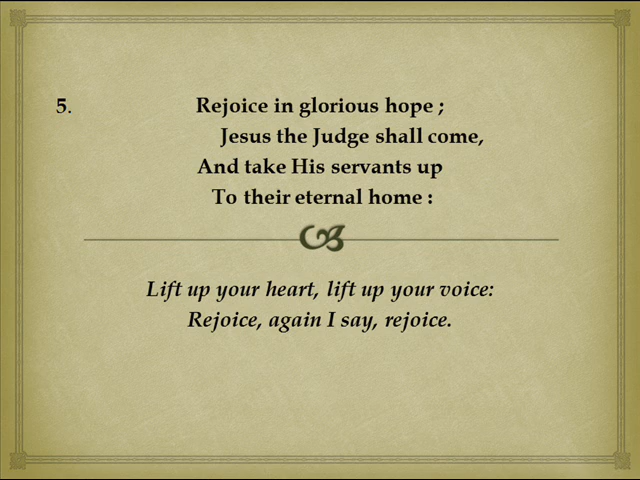 5. Rejoice in glorious hope ;
Jesus the Judge shall come,
And take His servants up
To their eternal home :
Lift up your heart, lift up your voice:
Rejoice, again I say, rejoice.